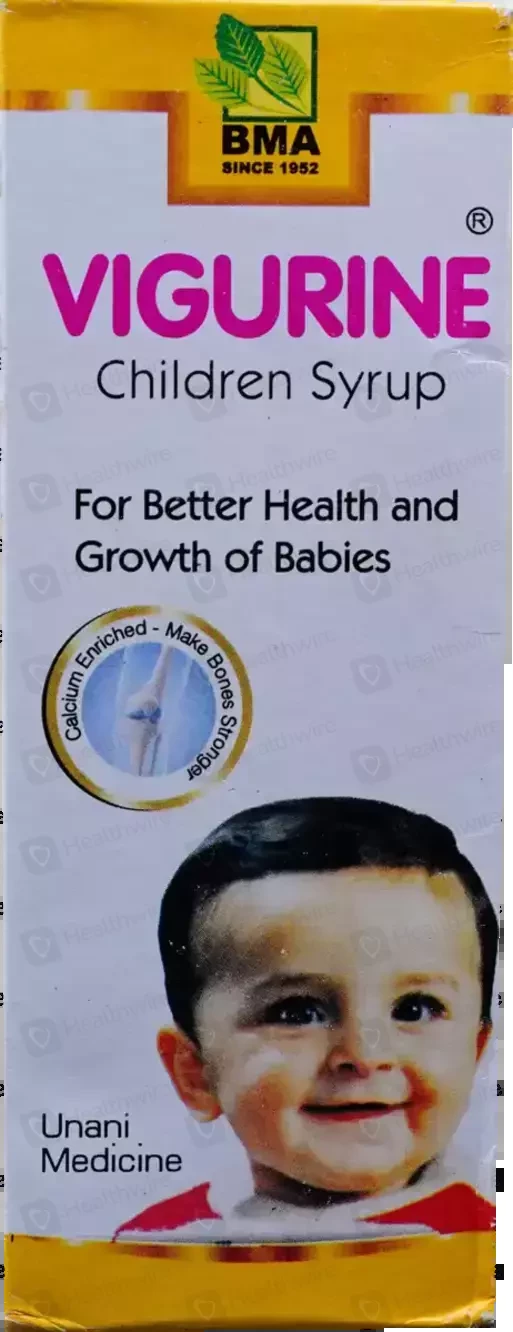 BMA
SINCE 1952
®
VIGURINE
Children Syrup
For Better Health and
Growth of Babies
Calcium Enriched - Make Bones Stronger
Unani
Medicine
Healthwire